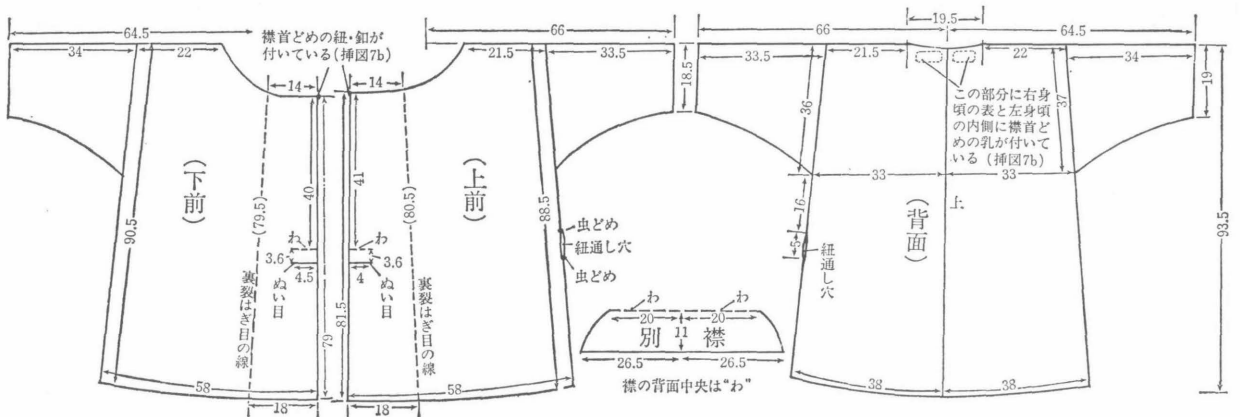 64.5
34
22
14
襟首どめの紐・釦が
付いている(挿図7b)
66
21.5
33.5
14
18.5
(下前)
90.5
(79.5)
40
わ
3.6
4.5
ぬい目
裏裂はぎ目の線
79
58
18
(上前)
41
(80.5)
わ
3.6
4
ぬい目
裏裂はぎ目の線
81.5
88.5
58
18
虫どめ
紐通し穴
虫どめ
わ
わ
20
20
別 襟
11
26.5
26.5
襟の背面中央は“わ”
66
19.5
64.5
33.5
21.5
22
34
36
37
19
この部分に右身
頃の表と左身頃
の内側に襟首ど
めの乳が付いて
いる(挿図7b)
33
33
16
上
(背面)
5
紐通し穴
93.5
38
38